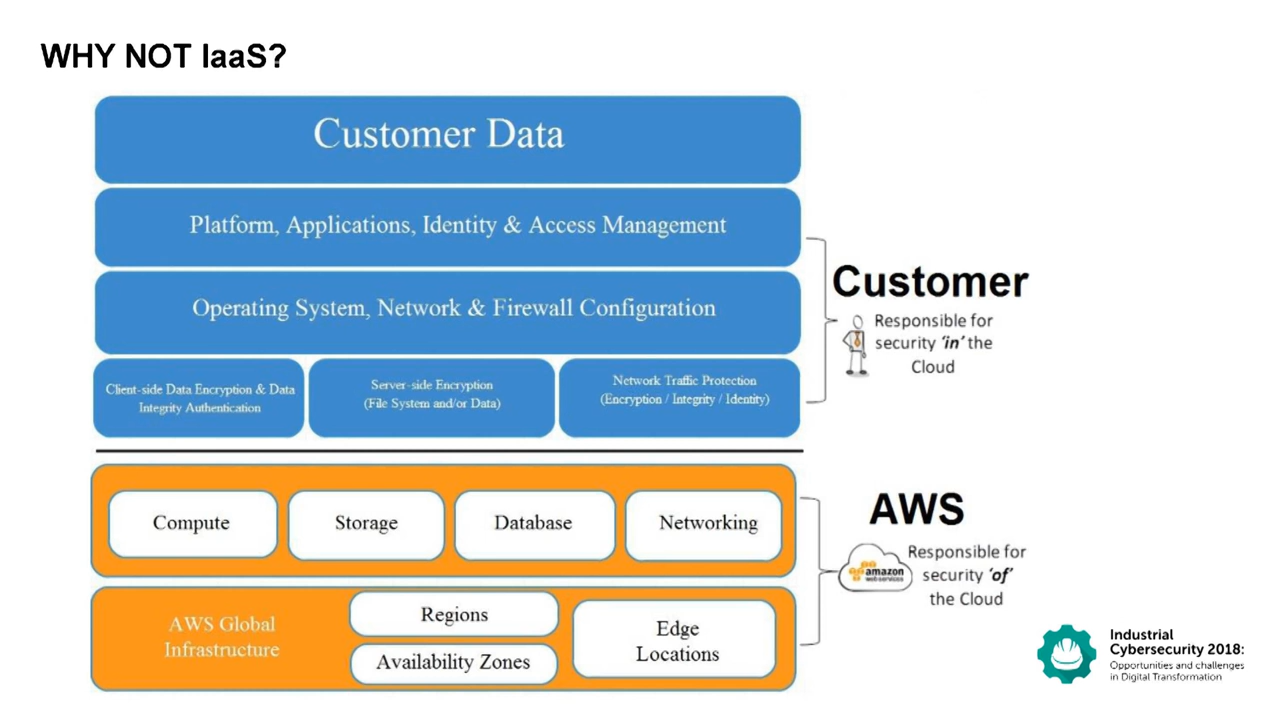 WHY NOT IaaS?
Customer Data
Platform, Applications, Identity & Access Management
Operating System, Network & Firewall Configuration
Client-side Data Encryption & Data
Integrity Authentication
Server-side Encryption
(File System and/or Data)
Network Traffic Protection
(Encryption / Integrity / Identity)
Customer
Responsible for
security 'in' the
Cloud
Compute
Storage
Database
Networking
AWS Global
Infrastructure
Regions
Availability Zones
Edge
Locations
AWS
amazon
web services
Responsible for
security 'of'
the Cloud
Industrial
Cybersecurity 2018:
Opportunities and challenges
in Digital Transformation